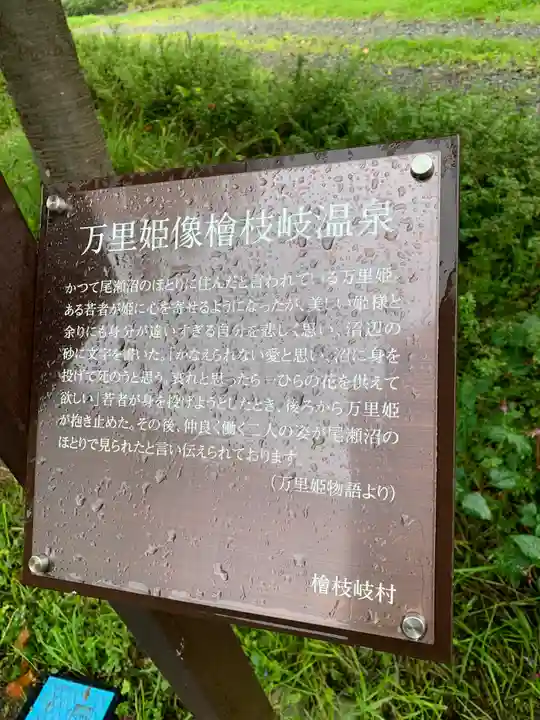 万里姫像檜枝岐温泉
かつて尾瀬沼のほとりに住んだと言われている万里姫。
ある若者が姫に心を寄せるようになったが、美しい姫様と
余りにも身分が違いすぎる自分を悲しく思い、沼辺の
砂に文字を書いた。「かなえられない愛と思い、沼に身を
投げて死のうと思う、哀れと思ったら一ひらの花を供えて
欲しい」若者が身を投げようとしたとき、後ろから万里姫
が抱き止めた。その後、仲良く働く二人の姿が尾瀬沼の
ほとりで見られたと言い伝えられております
（万里姫物語より）
檜枝岐村